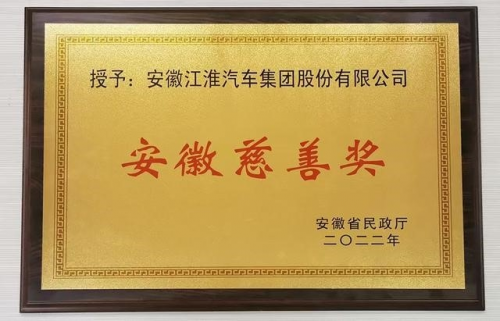 授予：安徽江淮汽车集团股份有限公司
安徽慈善奖
安徽省民政厅
二〇二二年